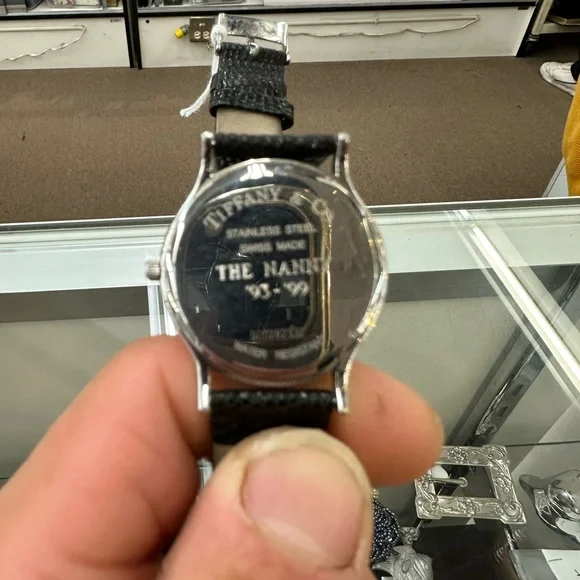 TIFFANY & CO.
STAINLESS STEEL
SWISS MADE
THE NANNY
'93-'99
WATER RESISTANT